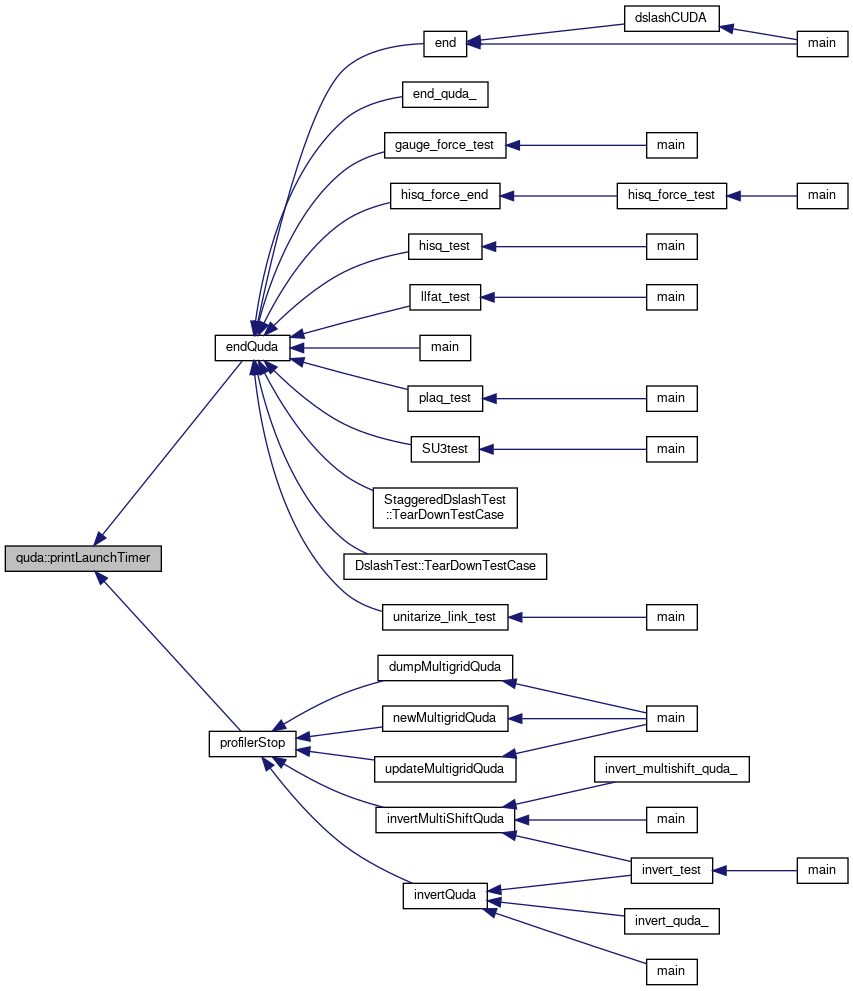 dslashCUDA
end
main
end_quda_
gauge_force_test
main
hisq_force_end
hisq_force_test
main
hisq_test
main
llfat_test
main
endQuda
main
plaq_test
main
SU3test
main
StaggeredDslashTest
::TearDownTestCase
quda::printLaunchTimer
DslashTest::TearDownTestCase
unitarize_link_test
main
dumpMultigridQuda
newMultigridQuda
main
profilerStop
updateMultigridQuda
invert_multishift_quda_
invertMultiShiftQuda
main
invert_test
main
invertQuda
invert_quda_
main